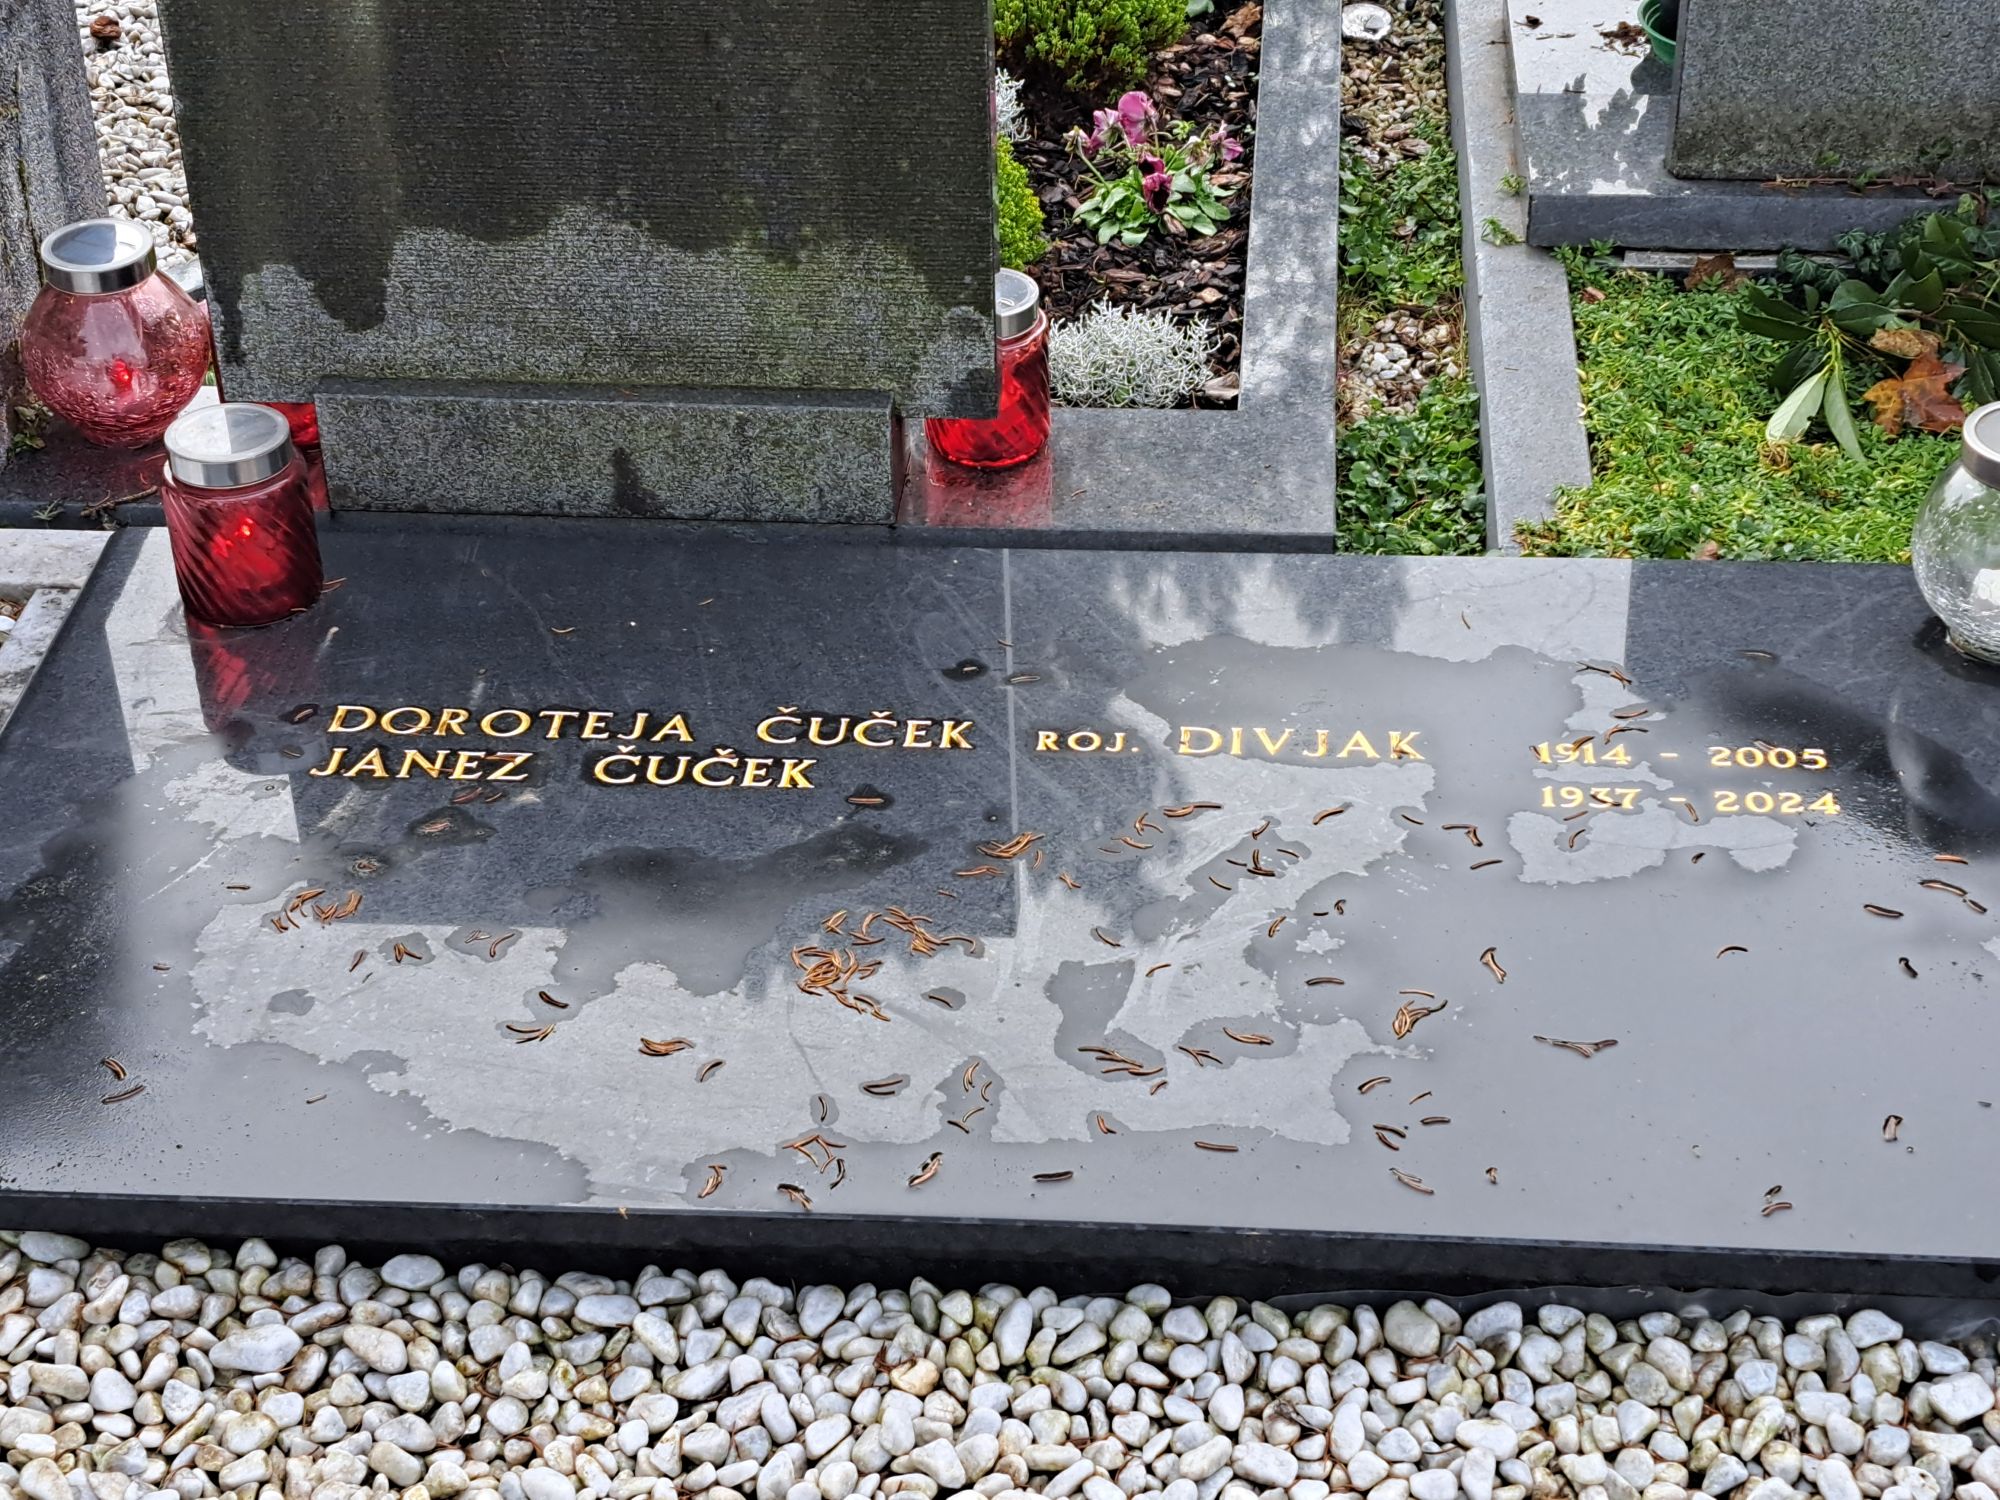 DOROTEJA ČUČEK ROJ. DIVJAK 1914 - 2005
JANEZ ČUČEK 1937 - 2024